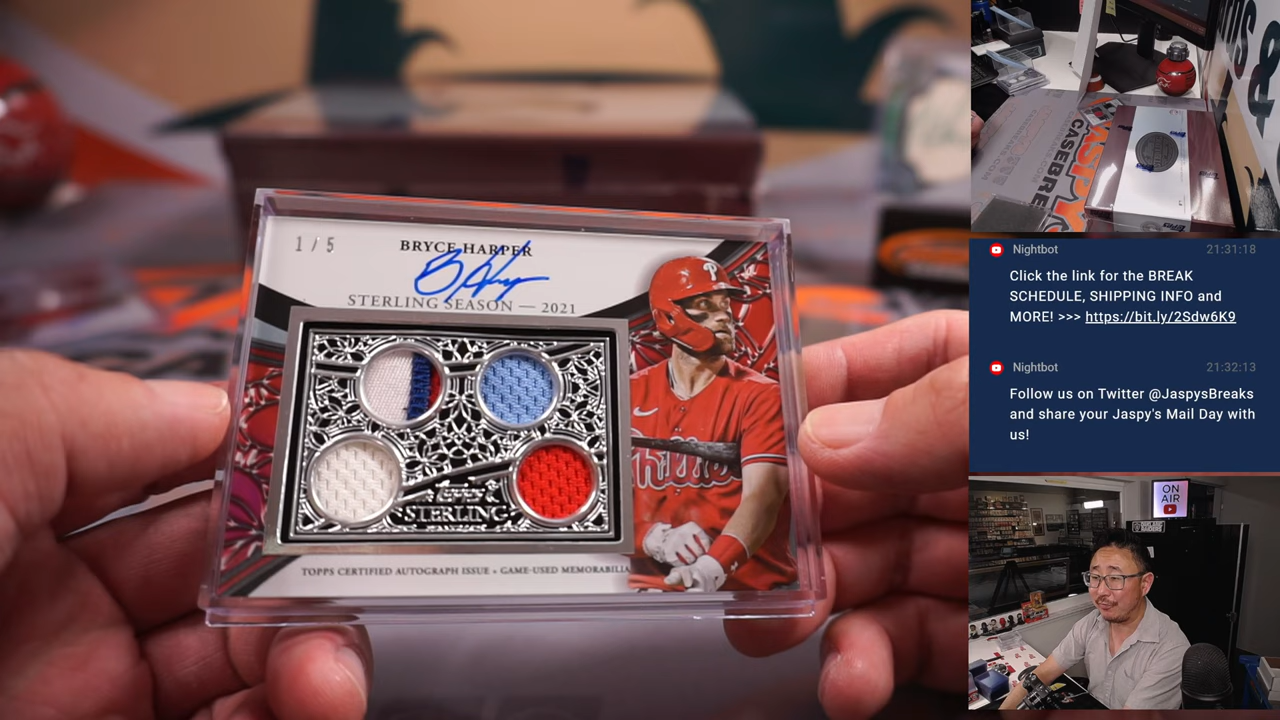 1 / 5
BRYCE HARPER
STERLING SEASON — 2021
P
Phillies
Topps
STERLING
TOPPS CERTIFIED AUTOGRAPH ISSUE • GAME-USED MEMORABILIA
CASEBRE
JASPY
&
Nightbot
21:31:18
Click the link for the BREAK
SCHEDULE, SHIPPING INFO and
MORE! >>> https://bit.ly/2Sdw6K9
Nightbot
21:32:13
Follow us on Twitter @JaspysBreaks
and share your Jaspy's Mail Day with
us!
ON
AIR